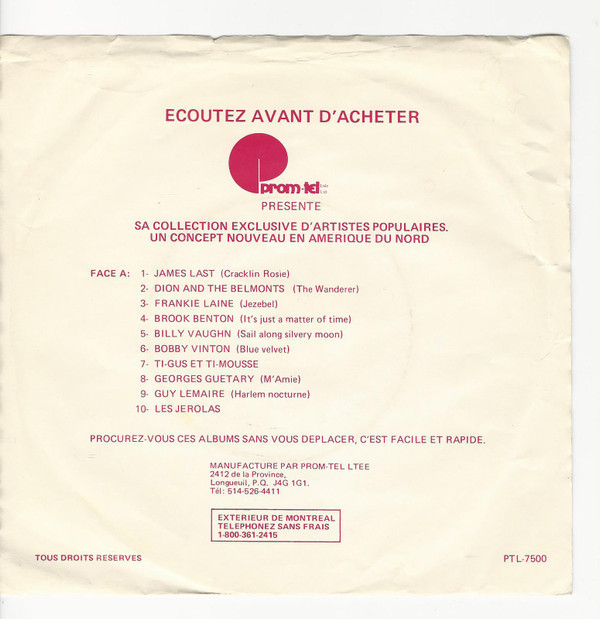 ECOUTEZ AVANT D'ACHETER
prom-tel
PRESENTE
SA COLLECTION EXCLUSIVE D'ARTISTES POPULAIRES.
UN CONCEPT NOUVEAU EN AMERIQUE DU NORD
FACE A: 1- JAMES LAST (Cracklin Rosie)
2- DION AND THE BELMONTS (The Wanderer)
3- FRANKIE LAINE (Jezebel)
4- BROOK BENTON (It's just a matter of time)
5- BILLY VAUGHN (Sail along silvery moon)
6- BOBBY VINTON (Blue velvet)
7- TI-GUS ET TI-MOUSSE
8- GEORGES GUETARY (M'Amie)
9- GUY LEMAIRE (Harlem nocturne)
10- LES JEROLAS
PROCUREZ-VOUS CES ALBUMS SANS VOUS DEPLACER, C'EST FACILE ET RAPIDE.
MANUFACTURE PAR PROM-TEL LTEE
2412 de la Province,
Longueuil, P.Q. J4G 1G1.
Tél: 514-526-4411
EXTERIEUR DE MONTREAL
TELEPHONEZ SANS FRAIS
1-800-361-2415
TOUS DROITS RESERVES PTL-7500